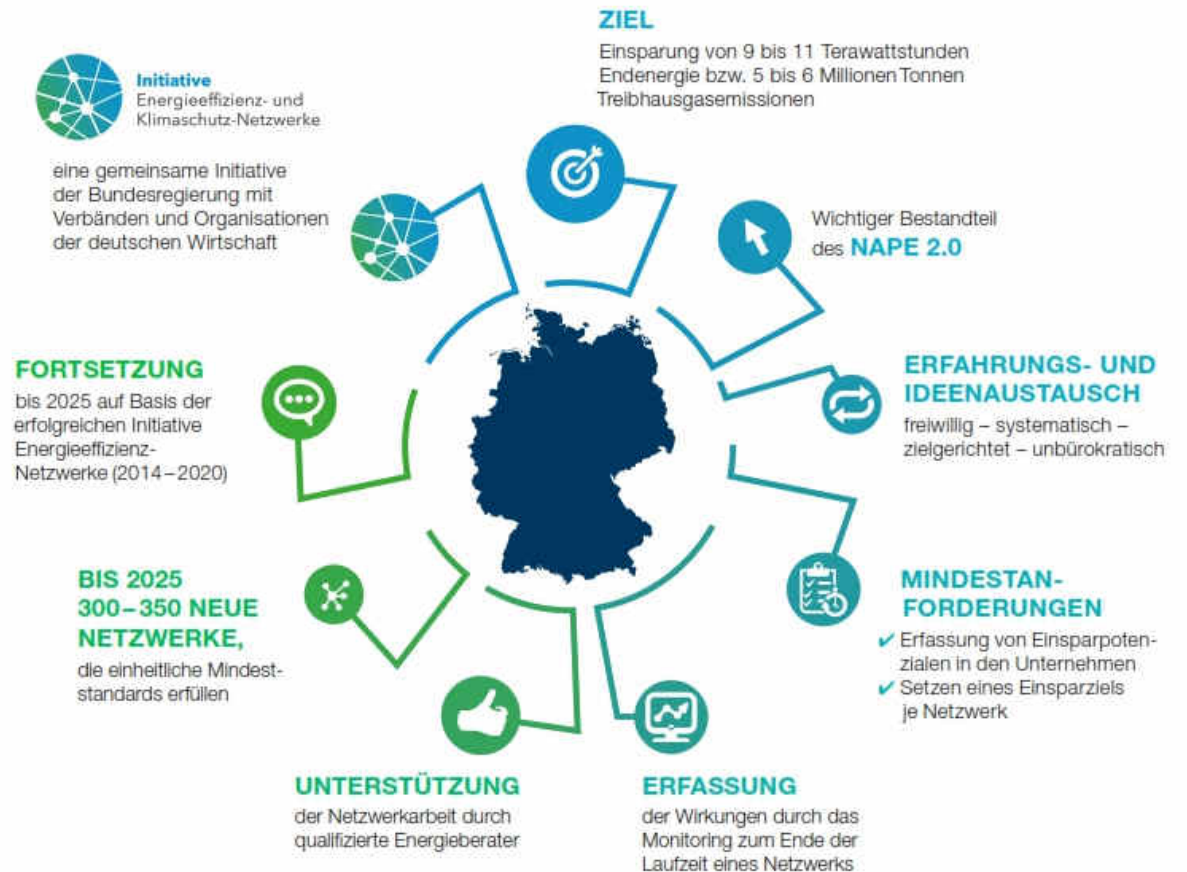 Initiative
Energieeffizienz- und
Klimaschutz-Netzwerke
eine gemeinsame Initiative
der Bundesregierung mit
Verbänden und Organisationen
der deutschen Wirtschaft
ZIEL
Einsparung von 9 bis 11 Terawattstunden
Endenergie bzw. 5 bis 6 Millionen Tonnen
Treibhausgasemissionen
Wichtiger Bestandteil
des NAPE 2.0
ERFAHRUNGS- UND
IDEENAUSTAUSCH
freiwillig – systematisch –
zielgerichtet – unbürokratisch
MINDESTAN-
FORDERUNGEN
✔ Erfassung von Einsparpoten-
zialen in den Unternehmen
✔ Setzen eines Einsparziels
je Netzwerk
ERFASSUNG
der Wirkungen durch das
Monitoring zum Ende der
Laufzeit eines Netzwerks
UNTERSTÜTZUNG
der Netzwerkarbeit durch
qualifizierte Energieberater
BIS 2025
300–350 NEUE
NETZWERKE,
die einheitliche Mindest-
standards erfüllen
FORTSETZUNG
bis 2025 auf Basis der
erfolgreichen Initiative
Energieeffizienz-
Netzwerke (2014–2020)